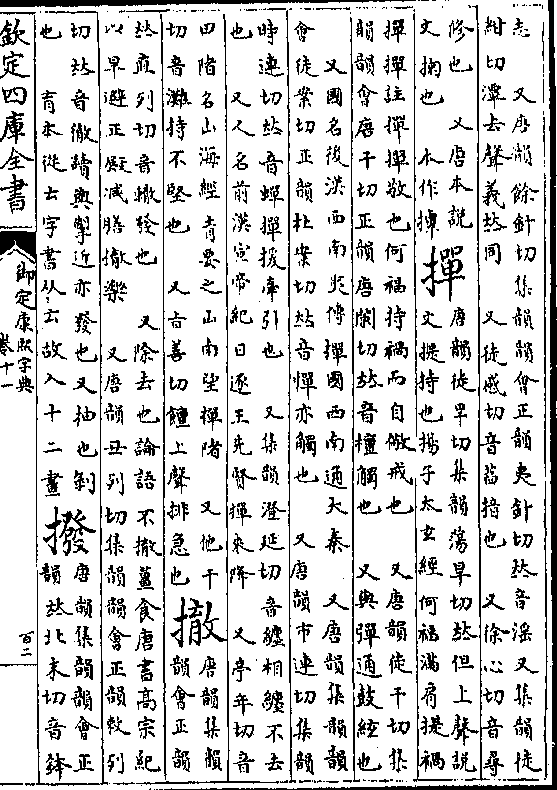 志 又唐韻餘針切集韻韻會正韻夷針切𠀤音淫又集韻徒
紺切潭去聲義𠀤同 又徒感切音萏揞也 又徐心切音尋
修也 又唐本說
文掬也 本作㨆
撣
唐韻徒旱切集韻蕩旱切𠀤但上聲說
文提持也揚子太玄經何福滿肩提禍
撣撣註撣撣敬也何福持禍而自儆戒也 又唐韻徒干切集
韻韻會唐干切正韻唐闌切𠀤音檀觸也 又與彈通鼓絃也
又國名後漢西南夷傳撣國西南通大秦 又唐韻集韻韻
會徒案切正韻杜案切𠀤音憚亦觸也 又唐韻市連切集韻
時連切𠀤音蟬撣援牽引也 又集韻澄延切音纏相纏不去
也 又人名前漢宣帝紀日逐王先賢撣來降 又亭年切音
田陼名山海經青要之山南望撣陼 又他干
切音灘持不堅也 又古善切饘上聲排急也
撤
唐韻集韻
韻會正韻
𠀤直列切音轍發也 又除去也論語不撤薑食唐書高宗紀
以旱避正殿減膳撤樂 又唐韻丑列切集韻韻會正韻敕列
切𠀤音徹蹟與掣近亦發也又抽也剝
也 育本從𠫓字書从亠故入十二畫
撥
唐韻集韻韻會正
韻𠀤北末切音鉢
欽定四庫全書
御定康熙字典
卷十一
百二